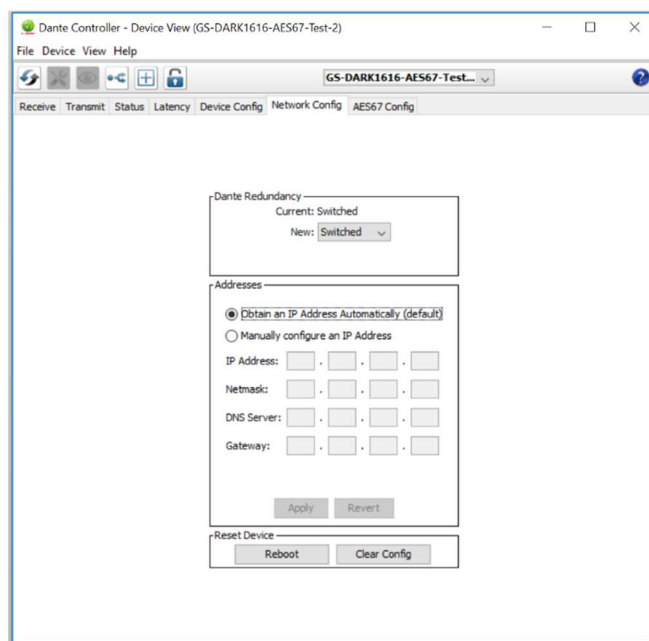 Dante Controller - Device View (GS-DARK1616-AES67-Test-2)
File Device View Help
GS-DARK1616-AES67-Test...
Receive Transmit Status Latency Device Config Network Config AES67 Config
Dante Redundancy
Current: Switched
New: Switched
Addresses
Obtain an IP Address Automatically (default)
Manually configure an IP Address
IP Address: . . .
Netmask: . . .
DNS Server: . . .
Gateway: . . .
Apply Revert
Reset Device
Reboot Clear Config